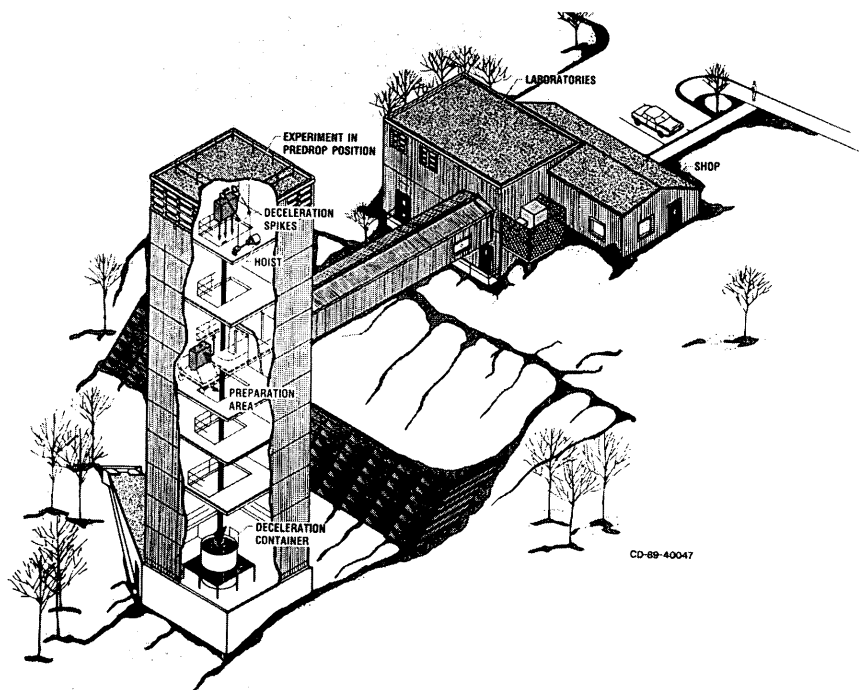 LABORATORIES
EXPERIMENT IN
PREDROP POSITION
SHOP
DECELERATION
SPIKES
HOIST
PREPARATION
AREA
DECELERATION
CONTAINER
CD-89-40047